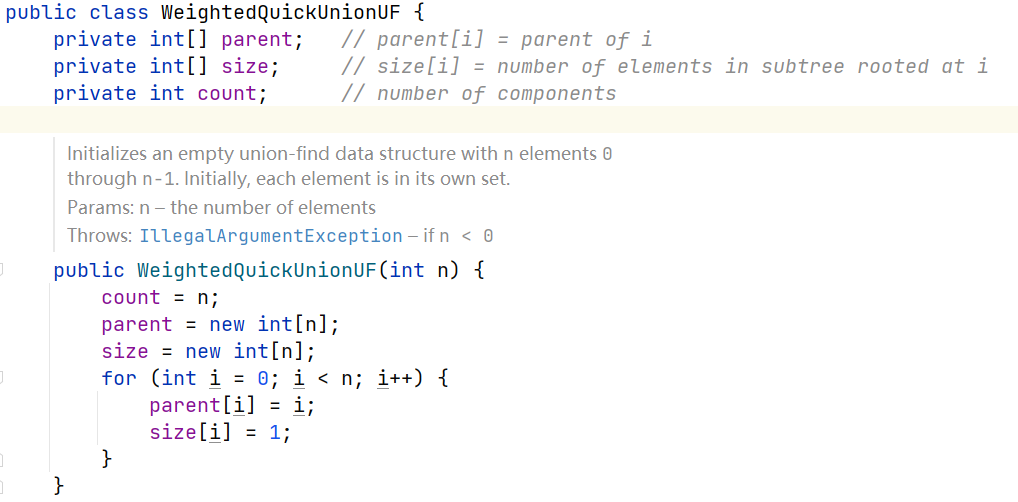 public class WeightedQuickUnionUF {
    private int[] parent;   // parent[i] = parent of i
    private int[] size;     // size[i] = number of elements in subtree rooted at i
    private int count;      // number of components
Initializes an empty union-find data structure with n elements 0
through n-1. Initially, each element is in its own set.
Params: n – the number of elements
Throws: IllegalArgumentException – if n < 0
    public WeightedQuickUnionUF(int n) {
        count = n;
        parent = new int[n];
        size = new int[n];
        for (int i = 0; i < n; i++) {
            parent[i] = i;
            size[i] = 1;
        }
    }